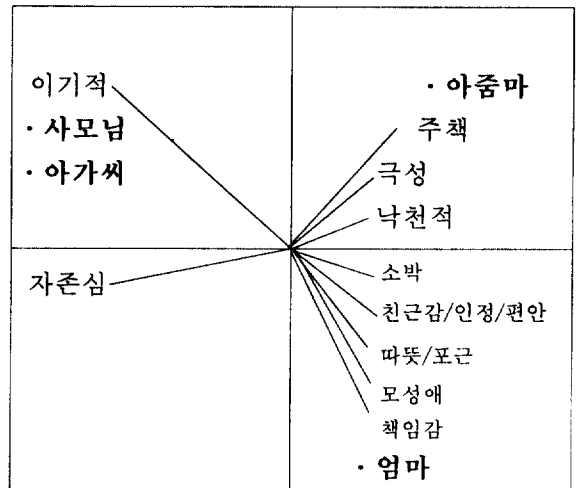 이기적
· 사모님
· 아가씨
자존심
· 아줌마
주책
극성
낙천적
소박
친근감/인정/편안
따뜻/포근
모성애
책임감
· 엄마